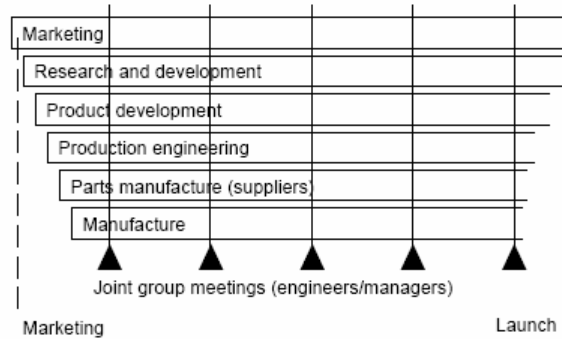 Marketing
Research and development
Product development
Production engineering
Parts manufacture (suppliers)
Manufacture
Joint group meetings (engineers/managers)
Marketing
Launch